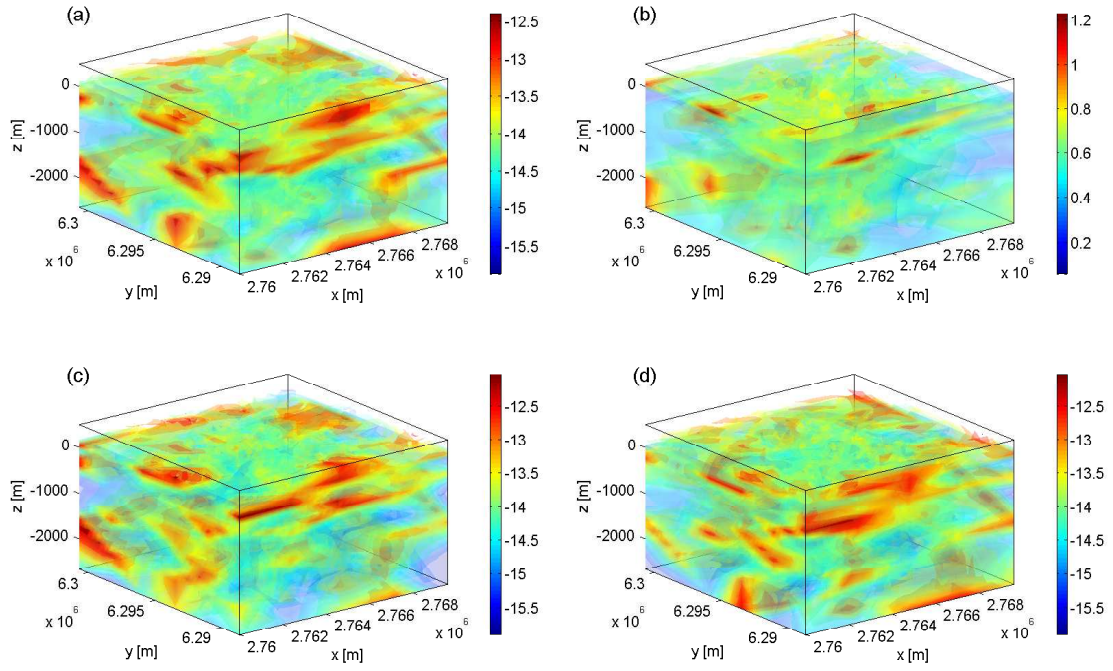 (a)
-12.5
-13
-13.5
-14
-14.5
-15
-15.5
0
-1000
-2000
z [m]
6.3
6.295
6.29
x 10 6
y [m]
2.76
2.762
2.764
2.766
2.768
x 10 6
x [m]
(b)
1.2
1
0.8
0.6
0.4
0.2
0
-1000
-2000
z [m]
6.3
6.295
6.29
x 10 6
y [m]
2.76
2.762
2.764
2.766
2.768
x 10 6
x [m]
(c)
-12.5
-13
-13.5
-14
-14.5
-15
-15.5
0
-1000
-2000
z [m]
6.3
6.295
6.29
x 10 6
y [m]
2.76
2.762
2.764
2.766
2.768
x 10 6
x [m]
(d)
-12.5
-13
-13.5
-14
-14.5
-15
-15.5
0
-1000
-2000
z [m]
6.3
6.295
6.29
x 10 6
y [m]
2.76
2.762
2.764
2.766
2.768
x 10 6
x [m]